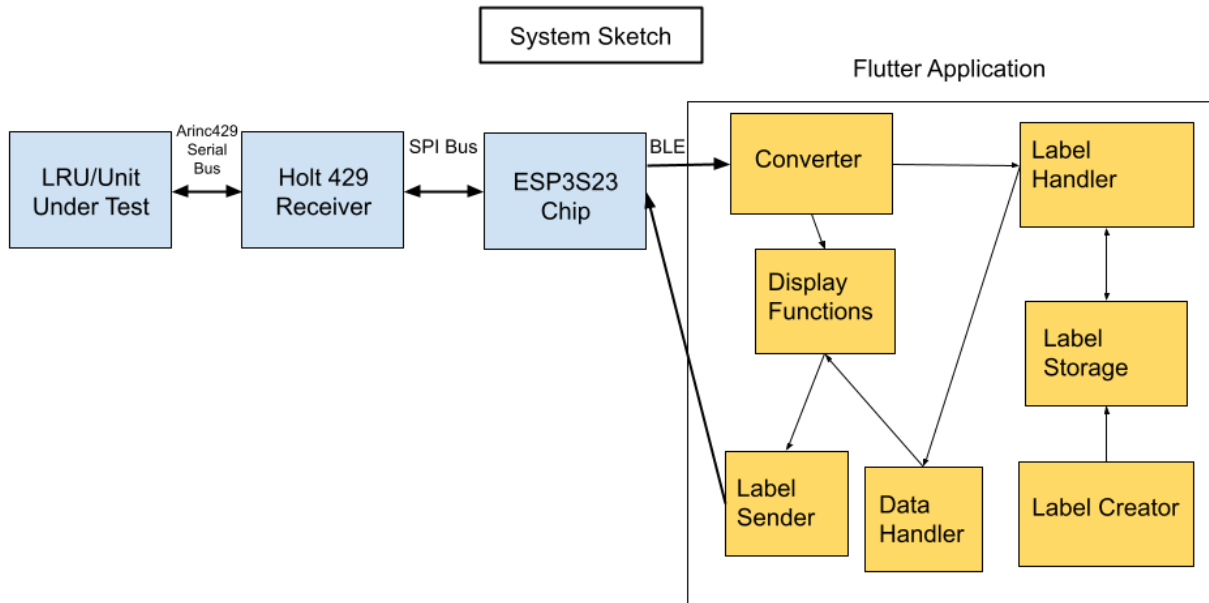 System Sketch
Flutter Application
Arinc429
Serial
Bus
SPI Bus
BLE
LRU/Unit
Under Test
Holt 429
Receiver
ESP3S23
Chip
Converter
Label
Handler
Display
Functions
Label
Storage
Label
Sender
Data
Handler
Label Creator